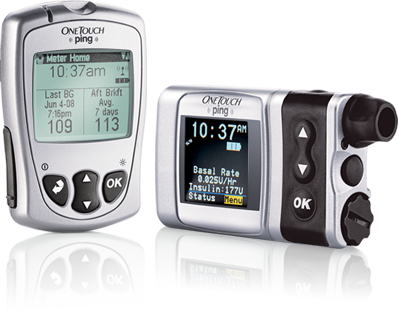 ONETOUCH
ping
Meter Home
10:37am
Last BG
Jun 4-08
7:16pm
109
Aft Brkft
Avg.
7 days
113
OK
ONETOUCH
ping
10:37AM
Basal Rate
0.025U/Hr
Insulin:177U
Status Menu
OK